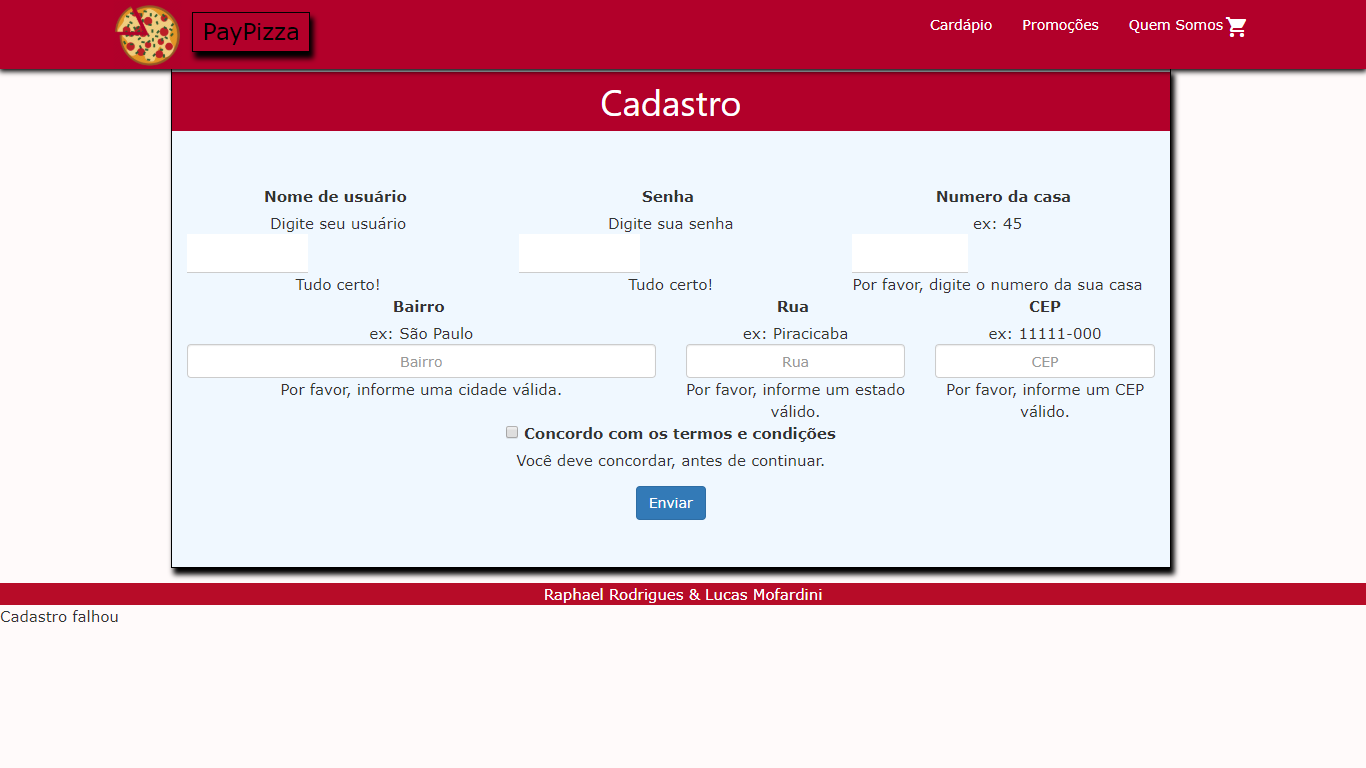 PayPizza
Cardápio Promoções Quem Somos
Cadastro
Nome de usuário Senha Numero da casa
Digite seu usuário Digite sua senha ex: 45
Tudo certo! Tudo certo! Por favor, digite o numero da sua casa
Bairro Rua CEP
ex: São Paulo ex: Piracicaba ex: 11111-000
Bairro Rua CEP
Por favor, informe uma cidade válida. Por favor, informe um estado válido. Por favor, informe um CEP válido.
Concordo com os termos e condições
Você deve concordar, antes de continuar.
Enviar
Raphael Rodrigues & Lucas Mofardini
Cadastro falhou